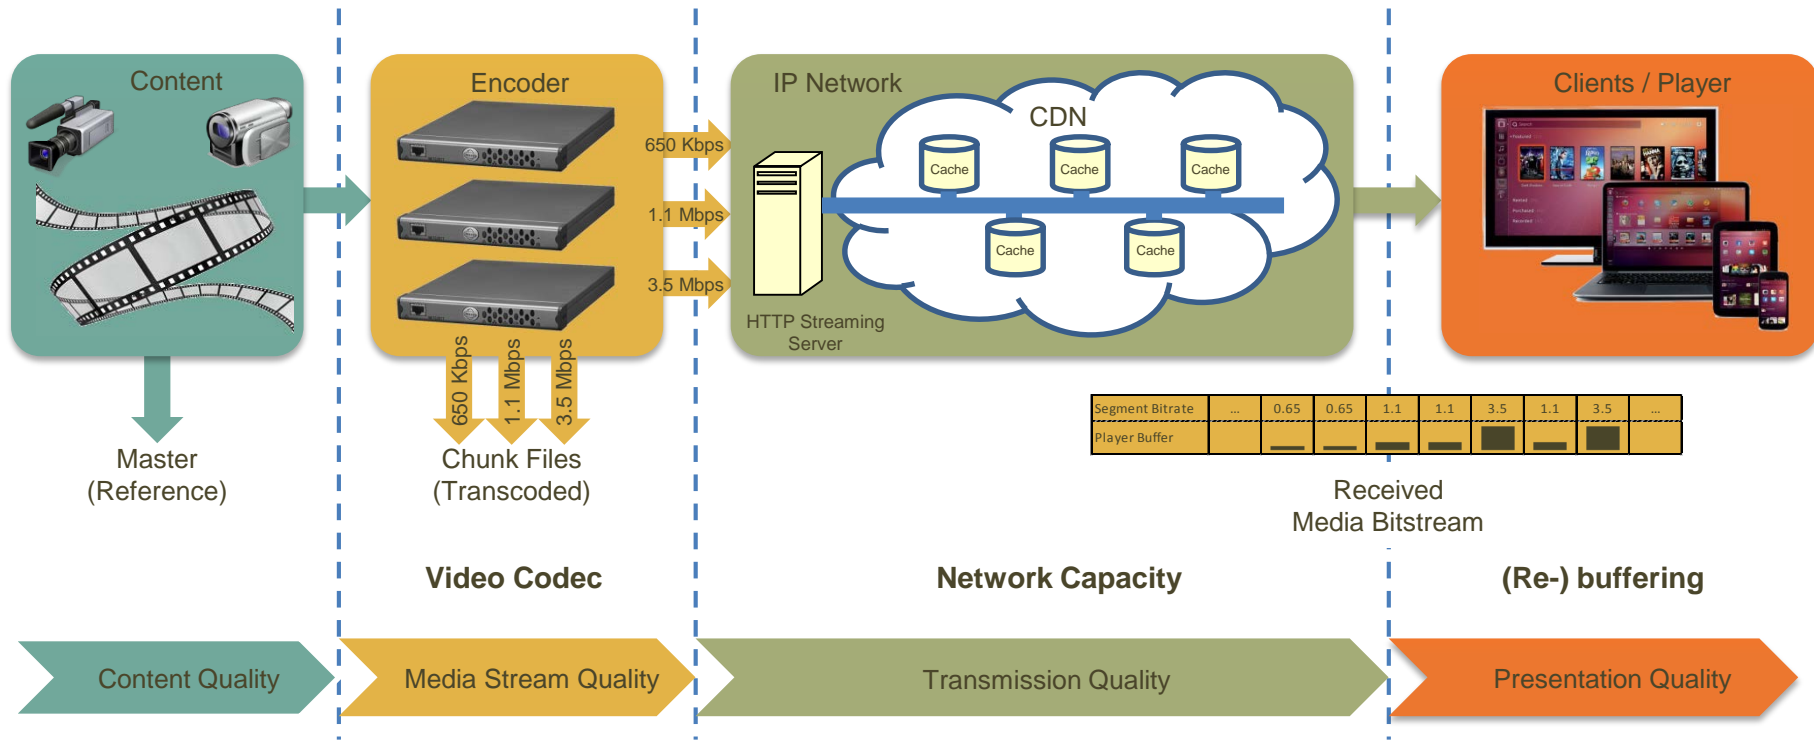 Content
Encoder
IP Network
CDN
Clients / Player
Cache
Cache
Cache
Cache
Cache
650 Kbps
1.1 Mbps
3.5 Mbps
HTTP Streaming
Server
650 Kbps
1.1 Mbps
3.5 Mbps
Master
(Reference)
Chunk Files
(Transcoded)
Segment Bitrate ... 0.65 0.65 1.1 1.1 3.5 1.1 3.5 ...
Player Buffer
Received
Media Bitstream
Video Codec
Network Capacity
(Re-) buffering
Content Quality
Media Stream Quality
Transmission Quality
Presentation Quality